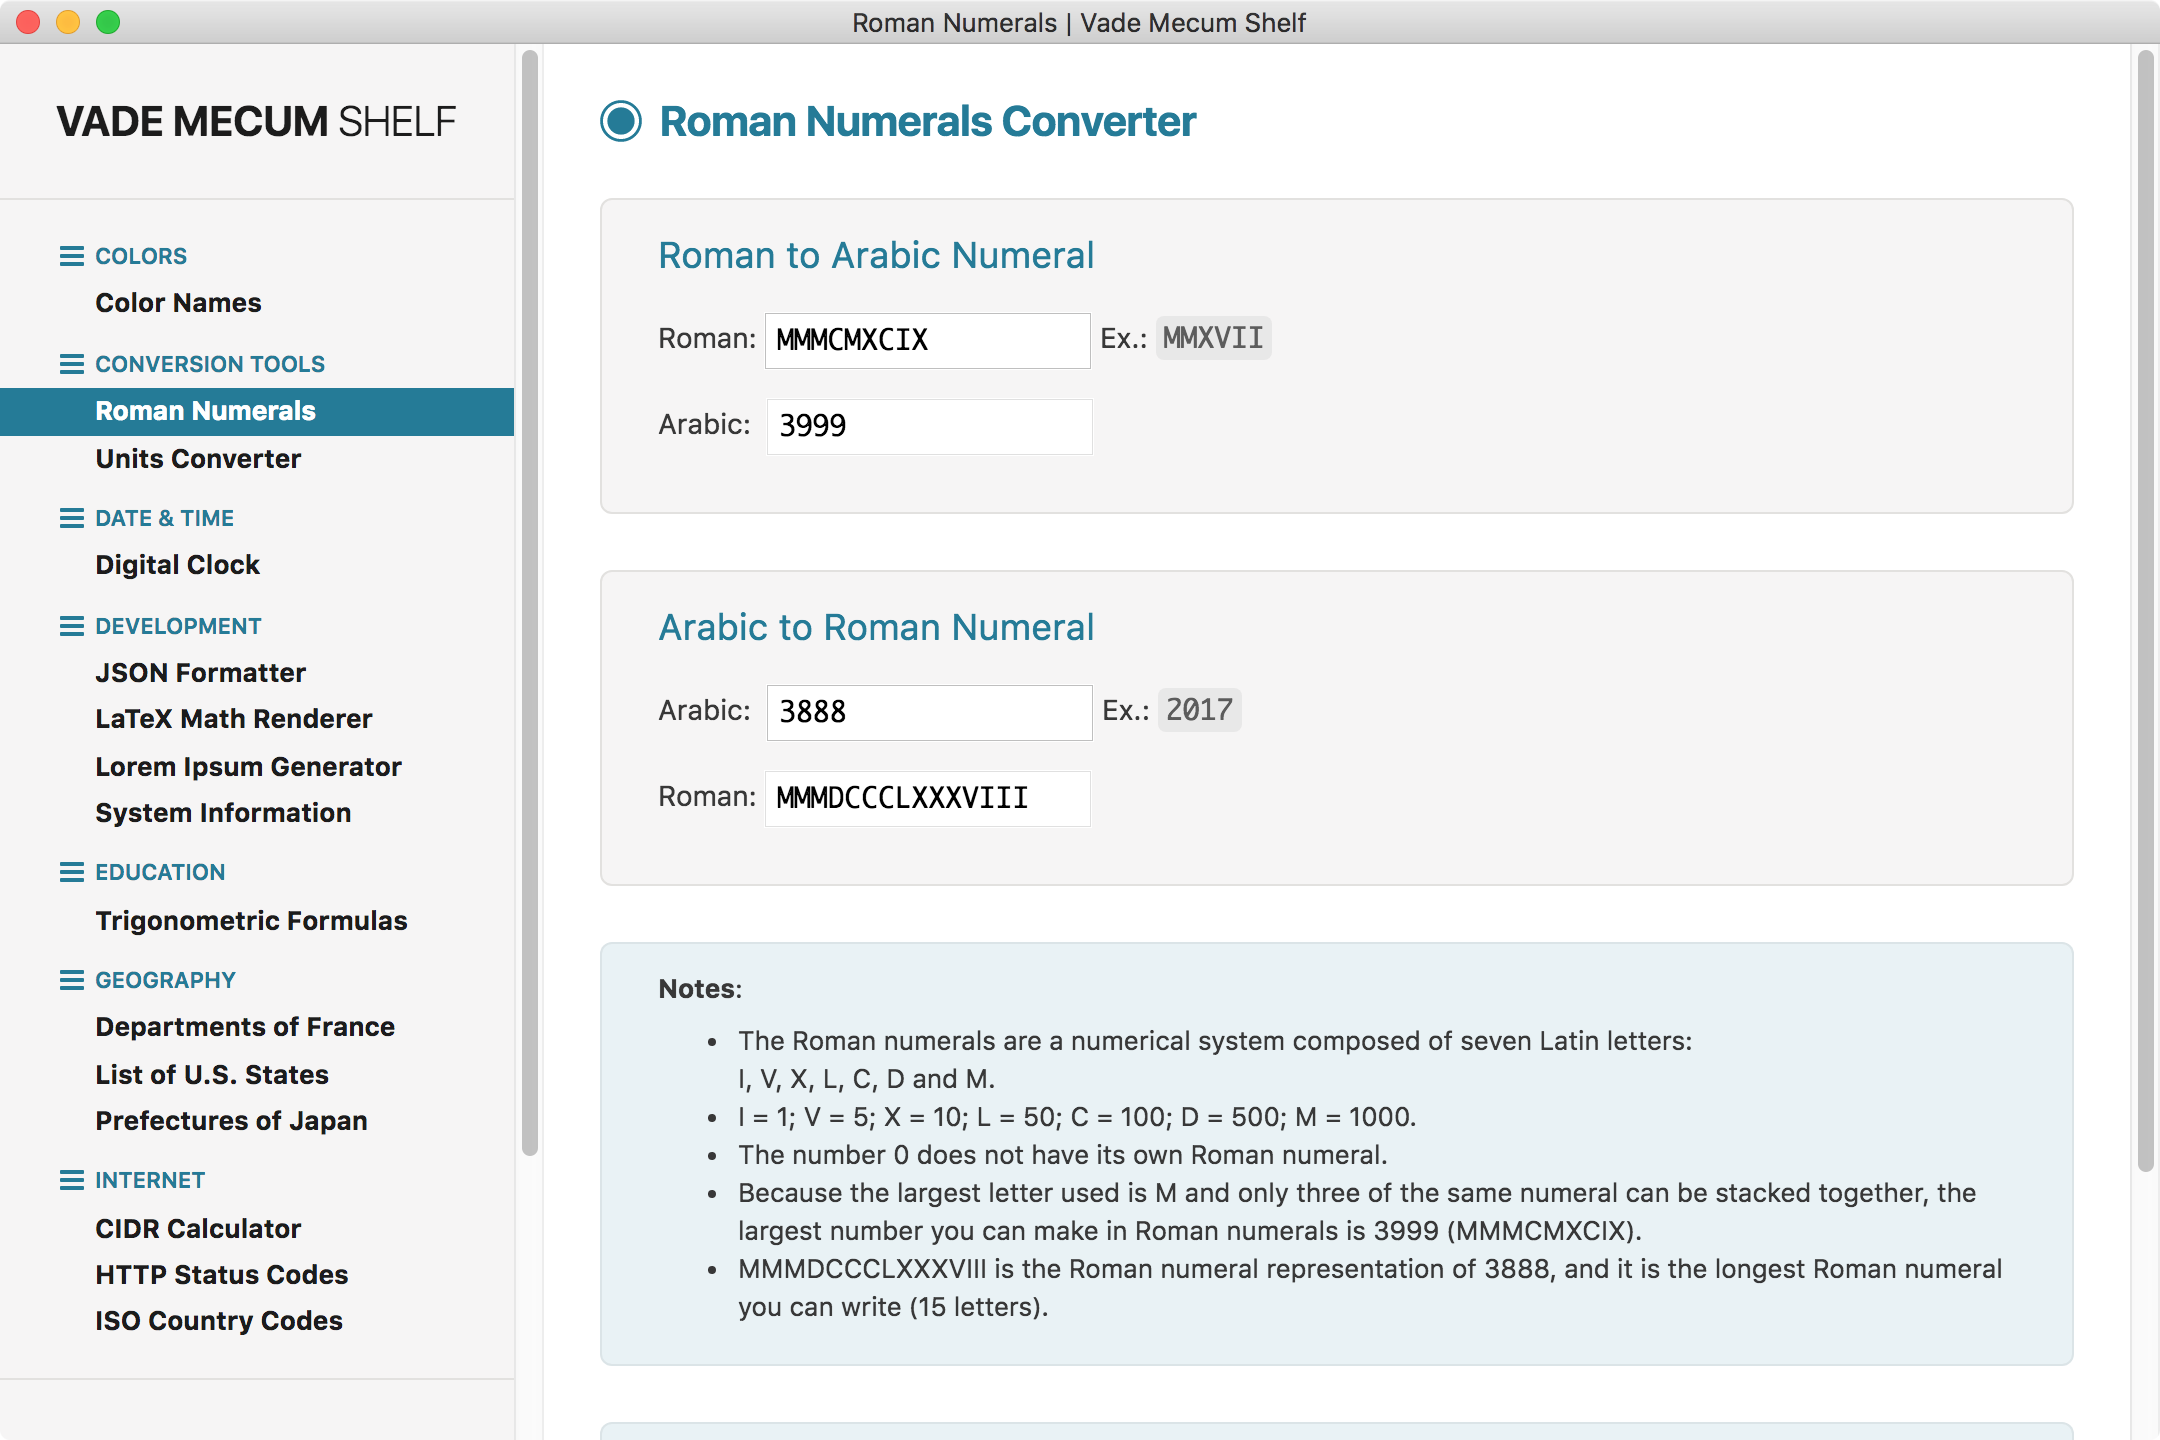 Roman Numerals | Vade Mecum Shelf
VADE MECUM SHELF
COLORS
Color Names
CONVERSION TOOLS
Roman Numerals
Units Converter
DATE & TIME
Digital Clock
DEVELOPMENT
JSON Formatter
LaTeX Math Renderer
Lorem Ipsum Generator
System Information
EDUCATION
Trigonometric Formulas
GEOGRAPHY
Departments of France
List of U.S. States
Prefectures of Japan
INTERNET
CIDR Calculator
HTTP Status Codes
ISO Country Codes
Roman Numerals Converter
Roman to Arabic Numeral
Roman: MMMCMXCIX Ex.: MMXVII
Arabic: 3999
Arabic to Roman Numeral
Arabic: 3888 Ex.: 2017
Roman: MMMDCCCLXXXVIII
Notes:
• The Roman numerals are a numerical system composed of seven Latin letters:
I, V, X, L, C, D and M.
• I = 1; V = 5; X = 10; L = 50; C = 100; D = 500; M = 1000.
• The number 0 does not have its own Roman numeral.
• Because the largest letter used is M and only three of the same numeral can be stacked together, the
largest number you can make in Roman numerals is 3999 (MMMCMXCIX).
• MMMDCCCLXXXVIII is the Roman numeral representation of 3888, and it is the longest Roman numeral
you can write (15 letters).